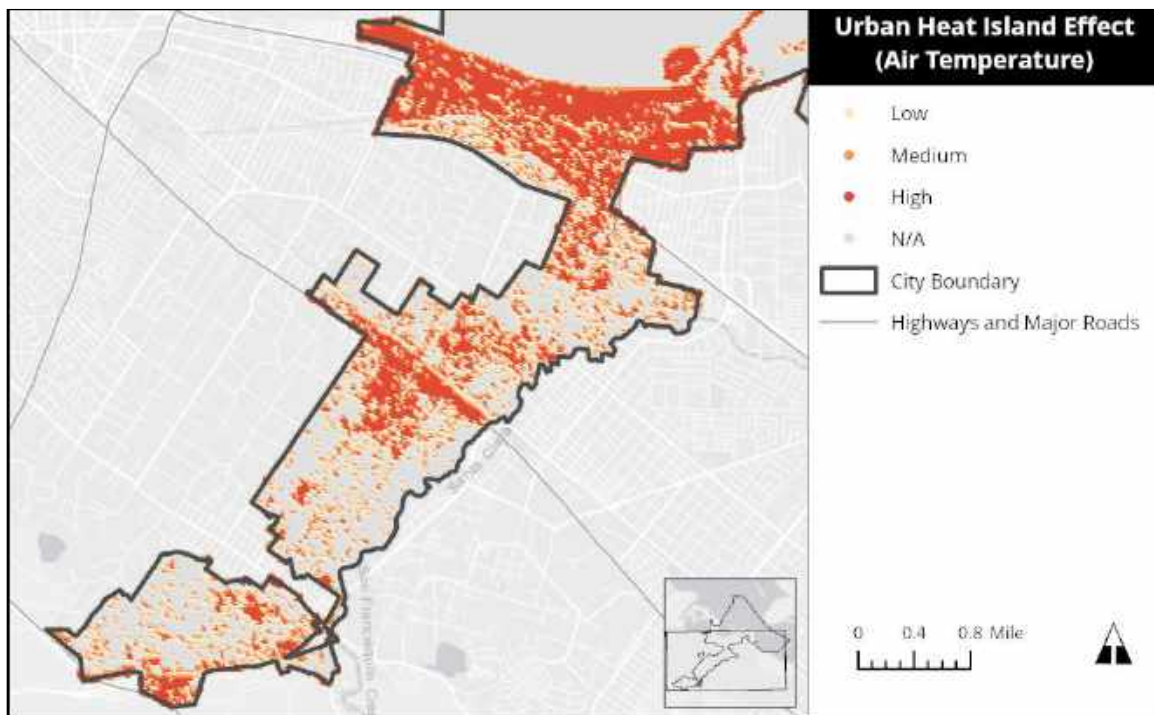 Urban Heat Island Effect
(Air Temperature)
Low
Medium
High
N/A
City Boundary
Highways and Major Roads
0 0.4 0.8 Mile